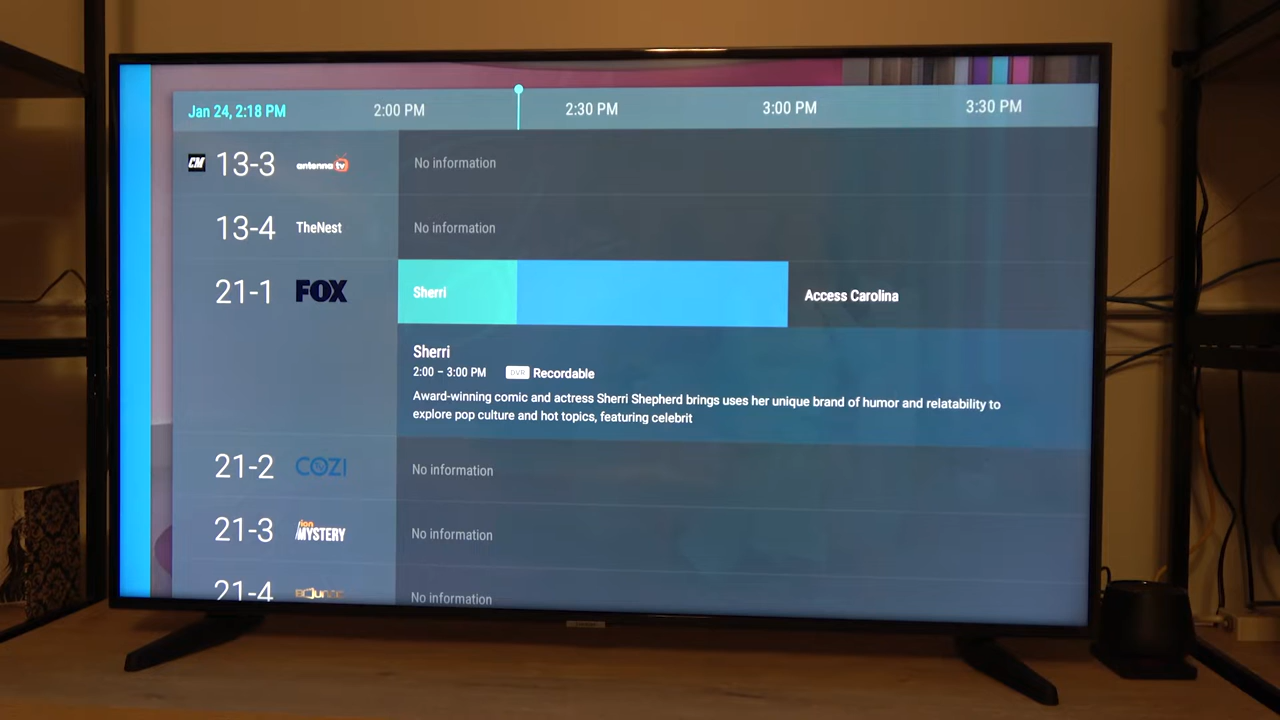 Jan 24, 2:18 PM 2:00 PM 2:30 PM 3:00 PM 3:30 PM
CM 13-3 antenna tv No information
13-4 TheNest No information
21-1 FOX Sherri Access Carolina
Sherri
2:00 – 3:00 PM DVR Recordable
Award-winning comic and actress Sherri Shepherd brings uses her unique brand of humor and relatability to
explore pop culture and hot topics, featuring celebrit
21-2 COZI No information
21-3 ion MYSTERY No information
21-4 BOUNCE No information